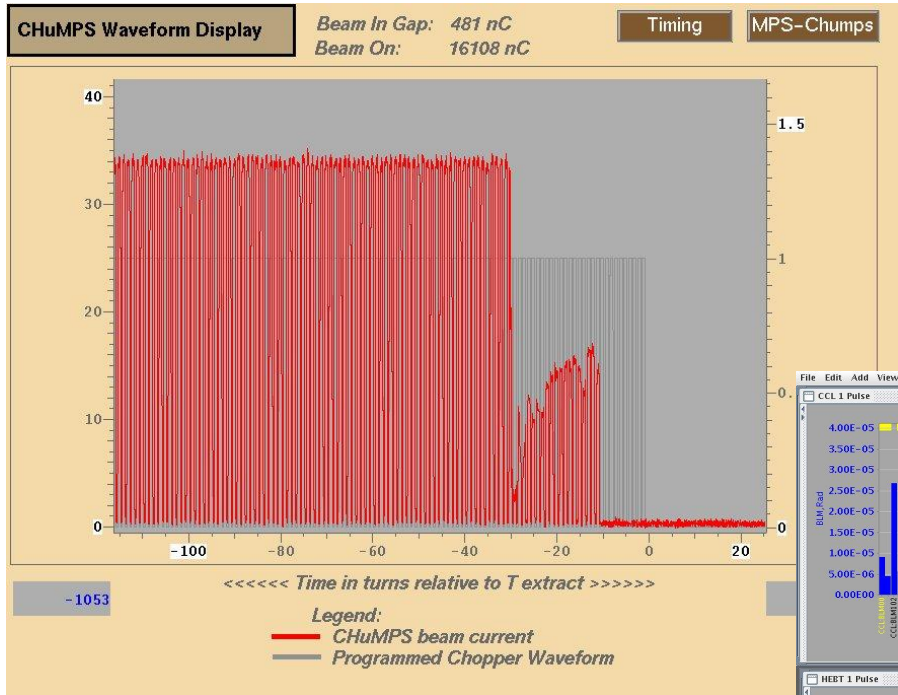 CHuMPS Waveform Display
Beam In Gap: 481 nC
Beam On: 16108 nC
Timing
MPS-Chumps
40
30
20
10
0
1.5
1
0.
0
-100
-80
-60
-40
-20
0
20
<<<<<< Time in turns relative to T extract >>>>>>
-1053
Legend:
CHuMPS beam current
Programmed Chopper Waveform
File Edit Add View
CCL 1 Pulse
4.00E-05
3.50E-05
3.00E-05
2.50E-05
2.00E-05
1.50E-05
1.00E-05
5.00E-06
0.00E00
BLM,Rad
CCLBLM102
HEBT 1 Pulse